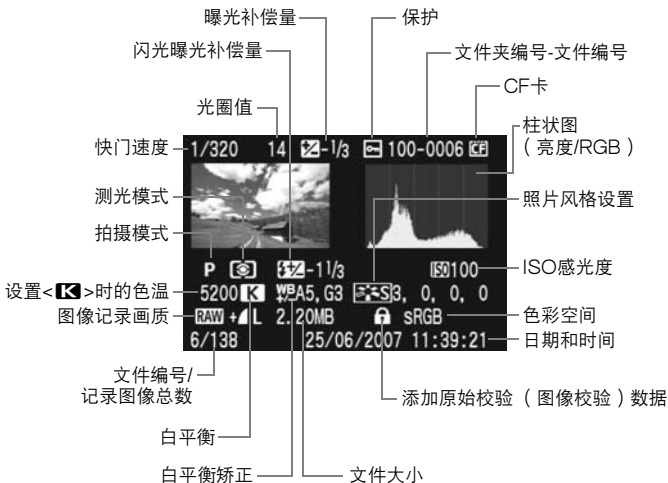 曝光补偿量
保护
闪光曝光补偿量
文件夹编号-文件编号
CF卡
光圈值
柱状图
(亮度/RGB)
快门速度
1/320 14 -1/3 100-0006 CF
测光模式
照片风格设置
拍摄模式
P -1 1/3 ISO100
ISO感光度
设置<K>时的色温
5200 K WB A5, G3 S 3, 0, 0, 0
图像记录画质
RAW + L 2.20MB sRGB
色彩空间
6/138 25/06/2007 11:39:21
日期和时间
文件编号/
记录图像总数
添加原始校验(图像校验)数据
白平衡
白平衡矫正
文件大小